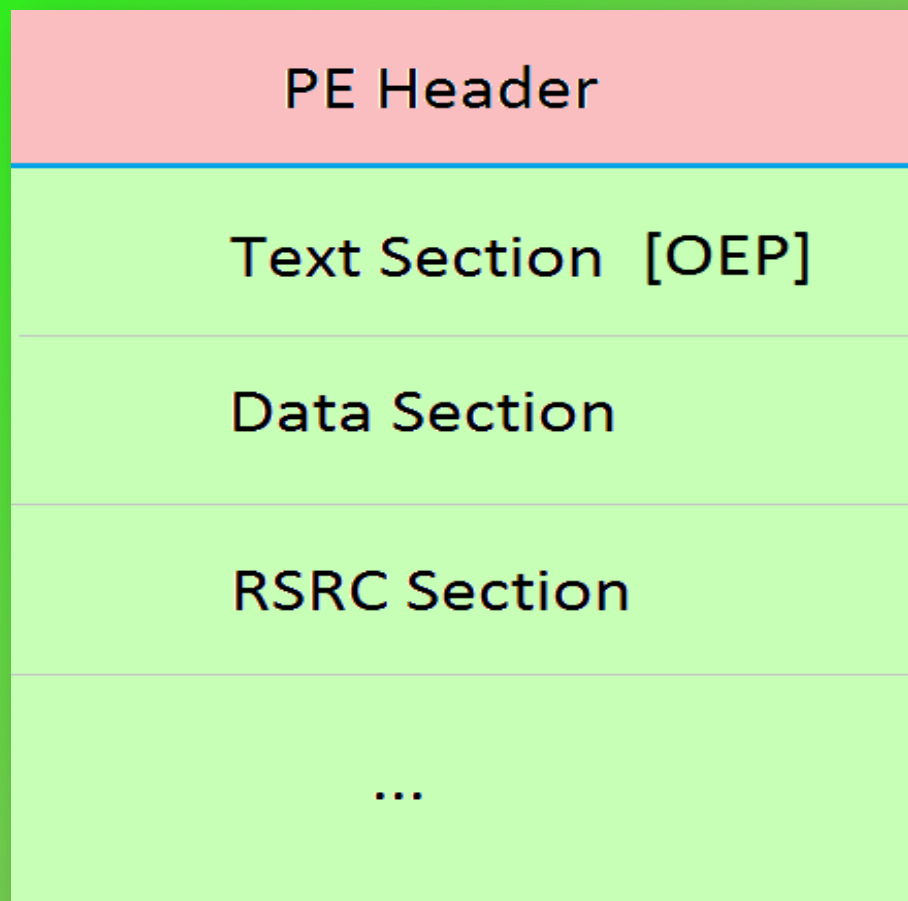 PE Header
Text Section [OEP]
Data Section
RSRC Section
...